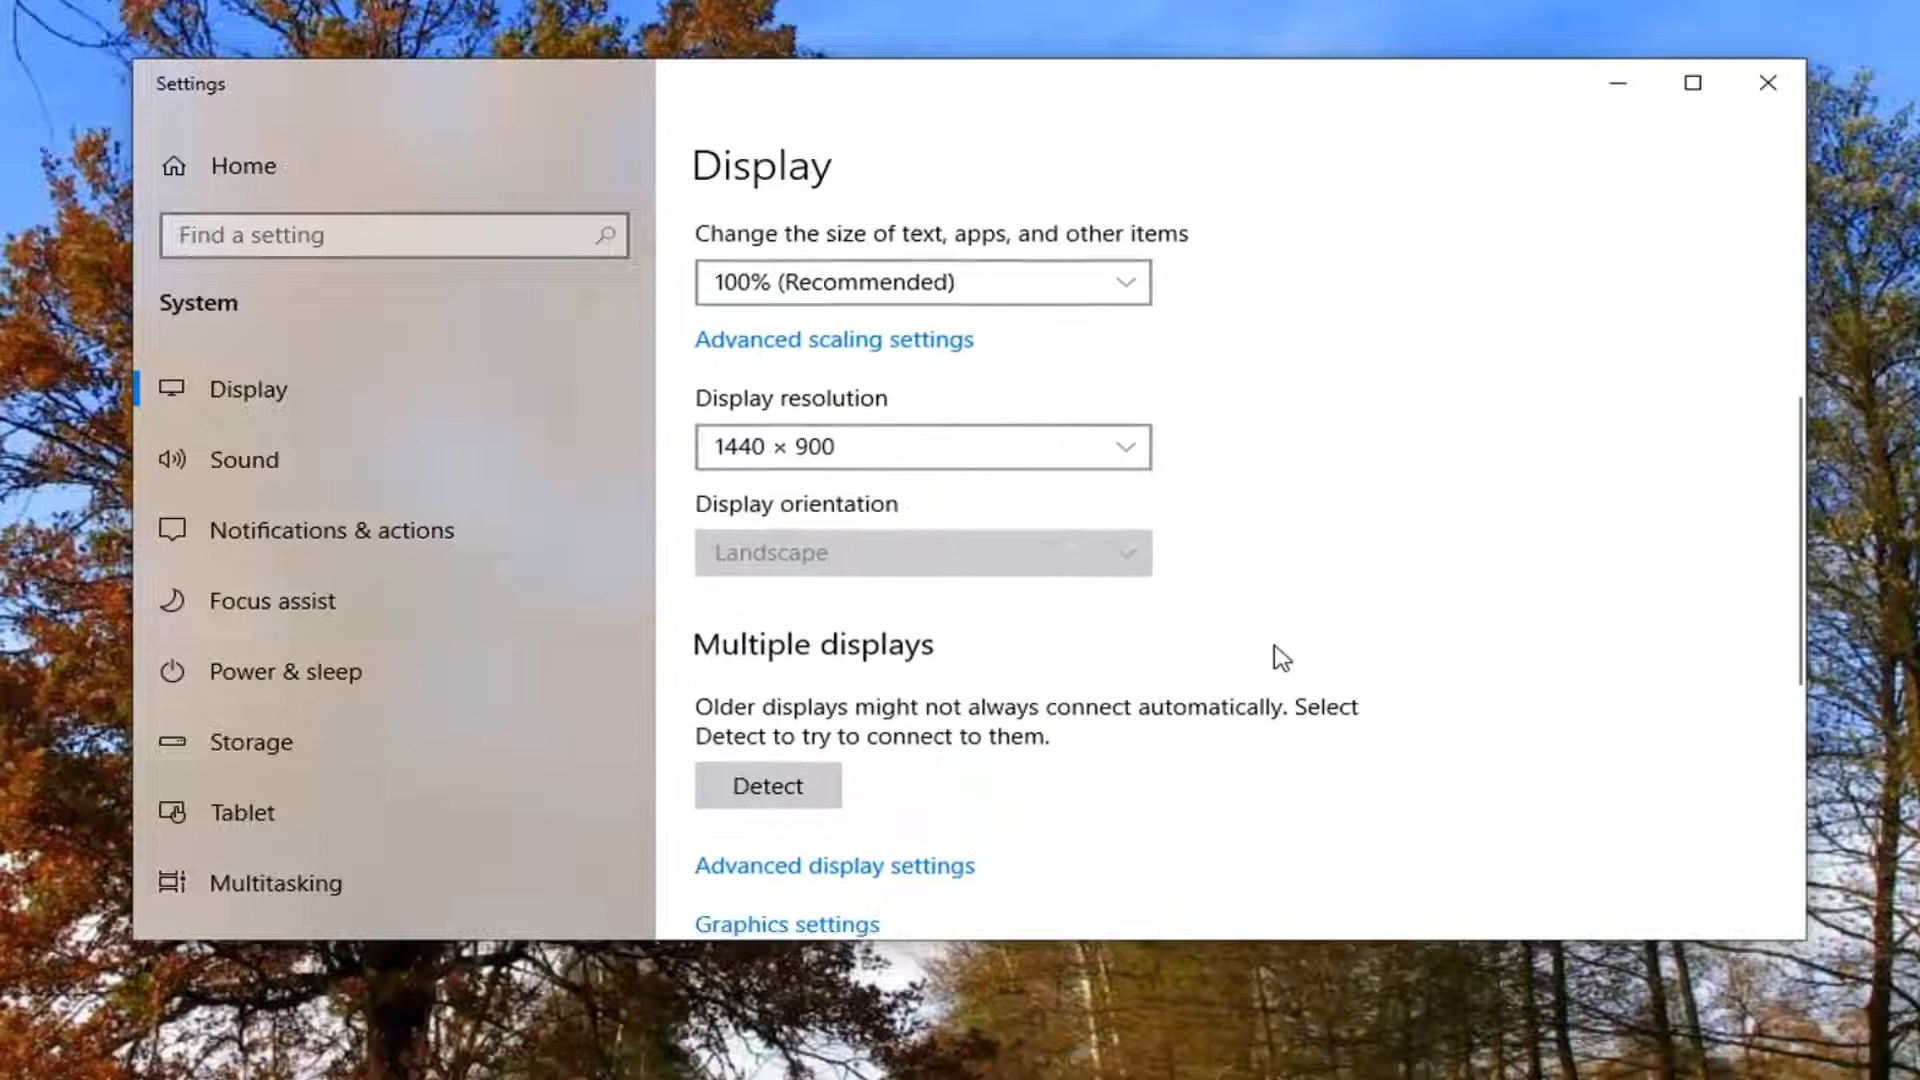 Settings
Home
Find a setting
System
Display
Sound
Notifications & actions
Focus assist
Power & sleep
Storage
Tablet
Multitasking
Display
Change the size of text, apps, and other items
100% (Recommended)
Advanced scaling settings
Display resolution
1440 × 900
Display orientation
Landscape
Multiple displays
Older displays might not always connect automatically. Select
Detect to try to connect to them.
Detect
Advanced display settings
Graphics settings